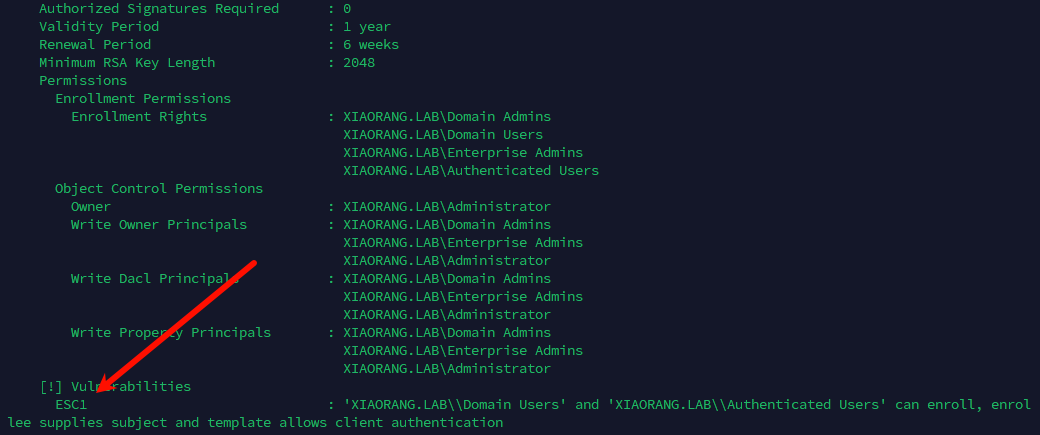 Authorized Signatures Required : 0
Validity Period : 1 year
Renewal Period : 6 weeks
Minimum RSA Key Length : 2048
Permissions
Enrollment Permissions
Enrollment Rights : XIAORANG.LAB\Domain Admins
XIAORANG.LAB\Domain Users
XIAORANG.LAB\Enterprise Admins
XIAORANG.LAB\Authenticated Users
Object Control Permissions
Owner : XIAORANG.LAB\Administrator
Write Owner Principals : XIAORANG.LAB\Domain Admins
XIAORANG.LAB\Enterprise Admins
XIAORANG.LAB\Administrator
Write Dacl Principals : XIAORANG.LAB\Domain Admins
XIAORANG.LAB\Enterprise Admins
XIAORANG.LAB\Administrator
Write Property Principals : XIAORANG.LAB\Domain Admins
XIAORANG.LAB\Enterprise Admins
XIAORANG.LAB\Administrator
[!] Vulnerabilities
ESC1 : 'XIAORANG.LAB\\Domain Users' and 'XIAORANG.LAB\\Authenticated Users' can enroll, enrol
lee supplies subject and template allows client authentication